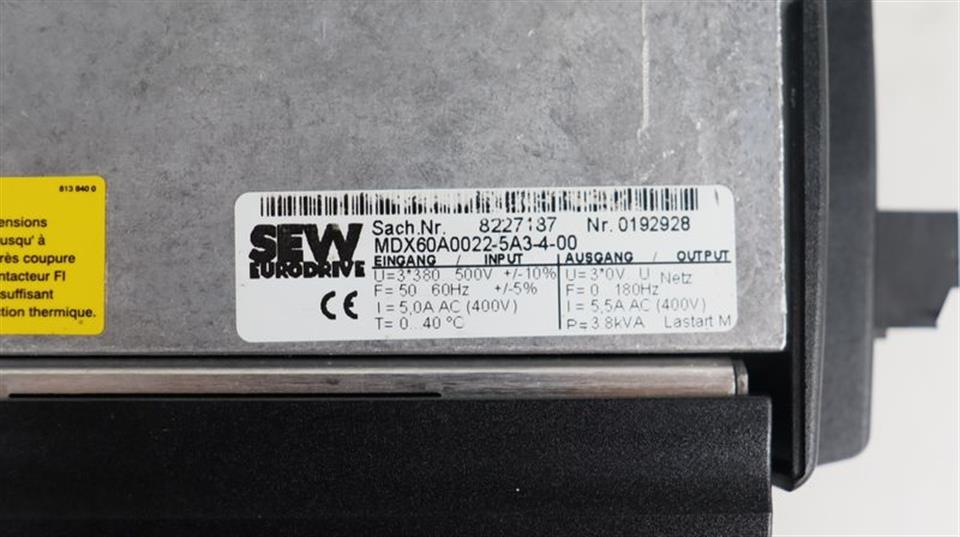 813 840 0
ensions
usqu' à
rès coupure
ntacteur FI
suffisant
ction thermique.
SEW
EURODRIVE
CE
Sach.Nr. 8227187 Nr. 0192928
MDX60A0022-5A3-4-00
EINGANG / INPUT
U=3*380 500V +/-10%
F= 50 60Hz +/-5%
I = 5,0A AC (400V)
T= 0...40 °C
AUSGANG / OUTPUT
U=3*0V U Netz
F= 0 180Hz
I = 5,5A AC (400V)
P= 3.8kVA Lastart M